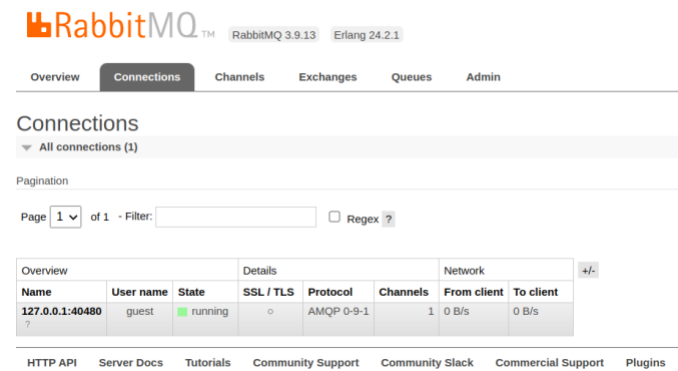 RabbitMQ TM RabbitMQ 3.9.13 Erlang 24.2.1
Overview Connections Channels Exchanges Queues Admin
Connections
All connections (1)
Pagination
Page 1 of 1 - Filter: Regex ?
Overview Details Network +/-
Name User name State SSL / TLS Protocol Channels From client To client
127.0.0.1:40480 guest running ○ AMQP 0-9-1 1 0 B/s 0 B/s
?
HTTP API Server Docs Tutorials Community Support Community Slack Commercial Support Plugins